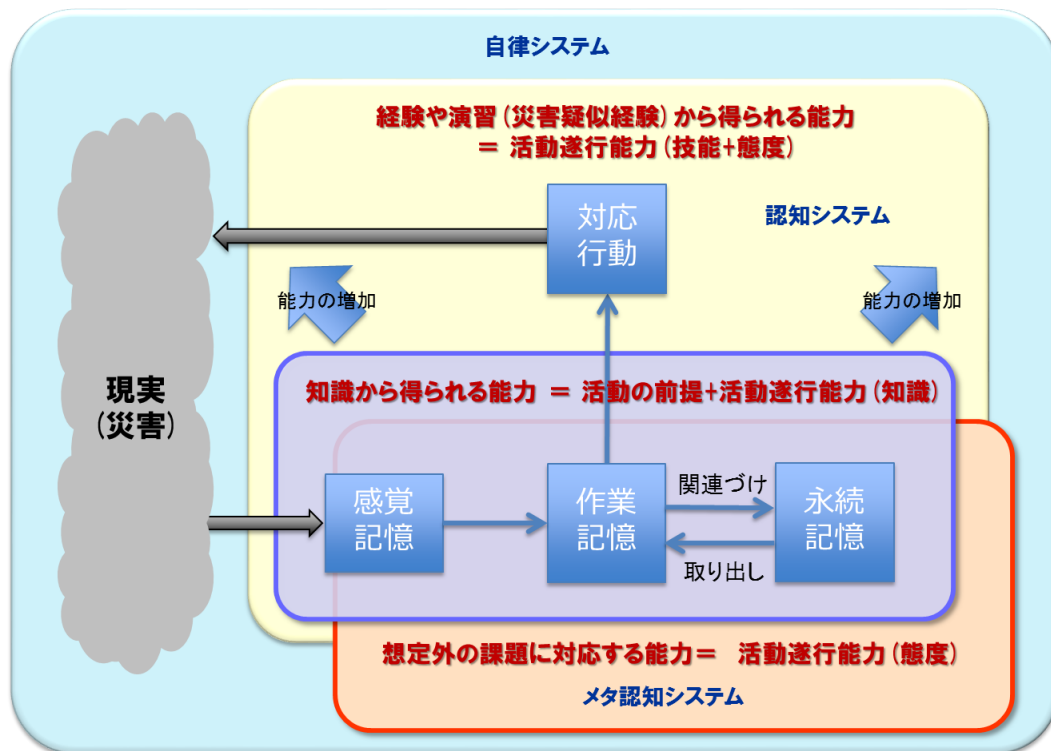 自律システム
経験や演習(災害疑似経験)から得られる能力
= 活動遂行能力(技能+態度)
対応
行動
認知システム
能力の増加
能力の増加
現実
(災害)
知識から得られる能力 = 活動の前提+活動遂行能力(知識)
感覚
記憶
作業
記憶
関連づけ
永続
記憶
取り出し
想定外の課題に対応する能力= 活動遂行能力(態度)
メタ認知システム